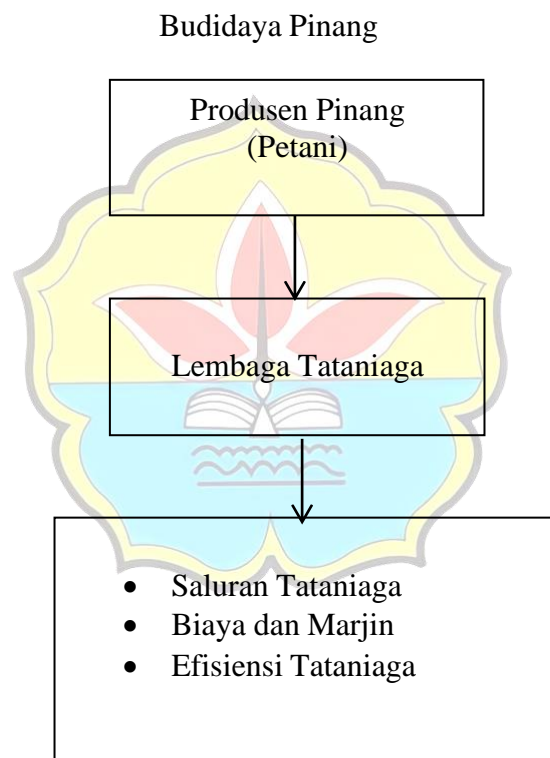 Budidaya Pinang
Produsen Pinang
(Petani)
Lembaga Tataniaga
• Saluran Tataniaga
• Biaya dan Marjin
• Efisiensi Tataniaga